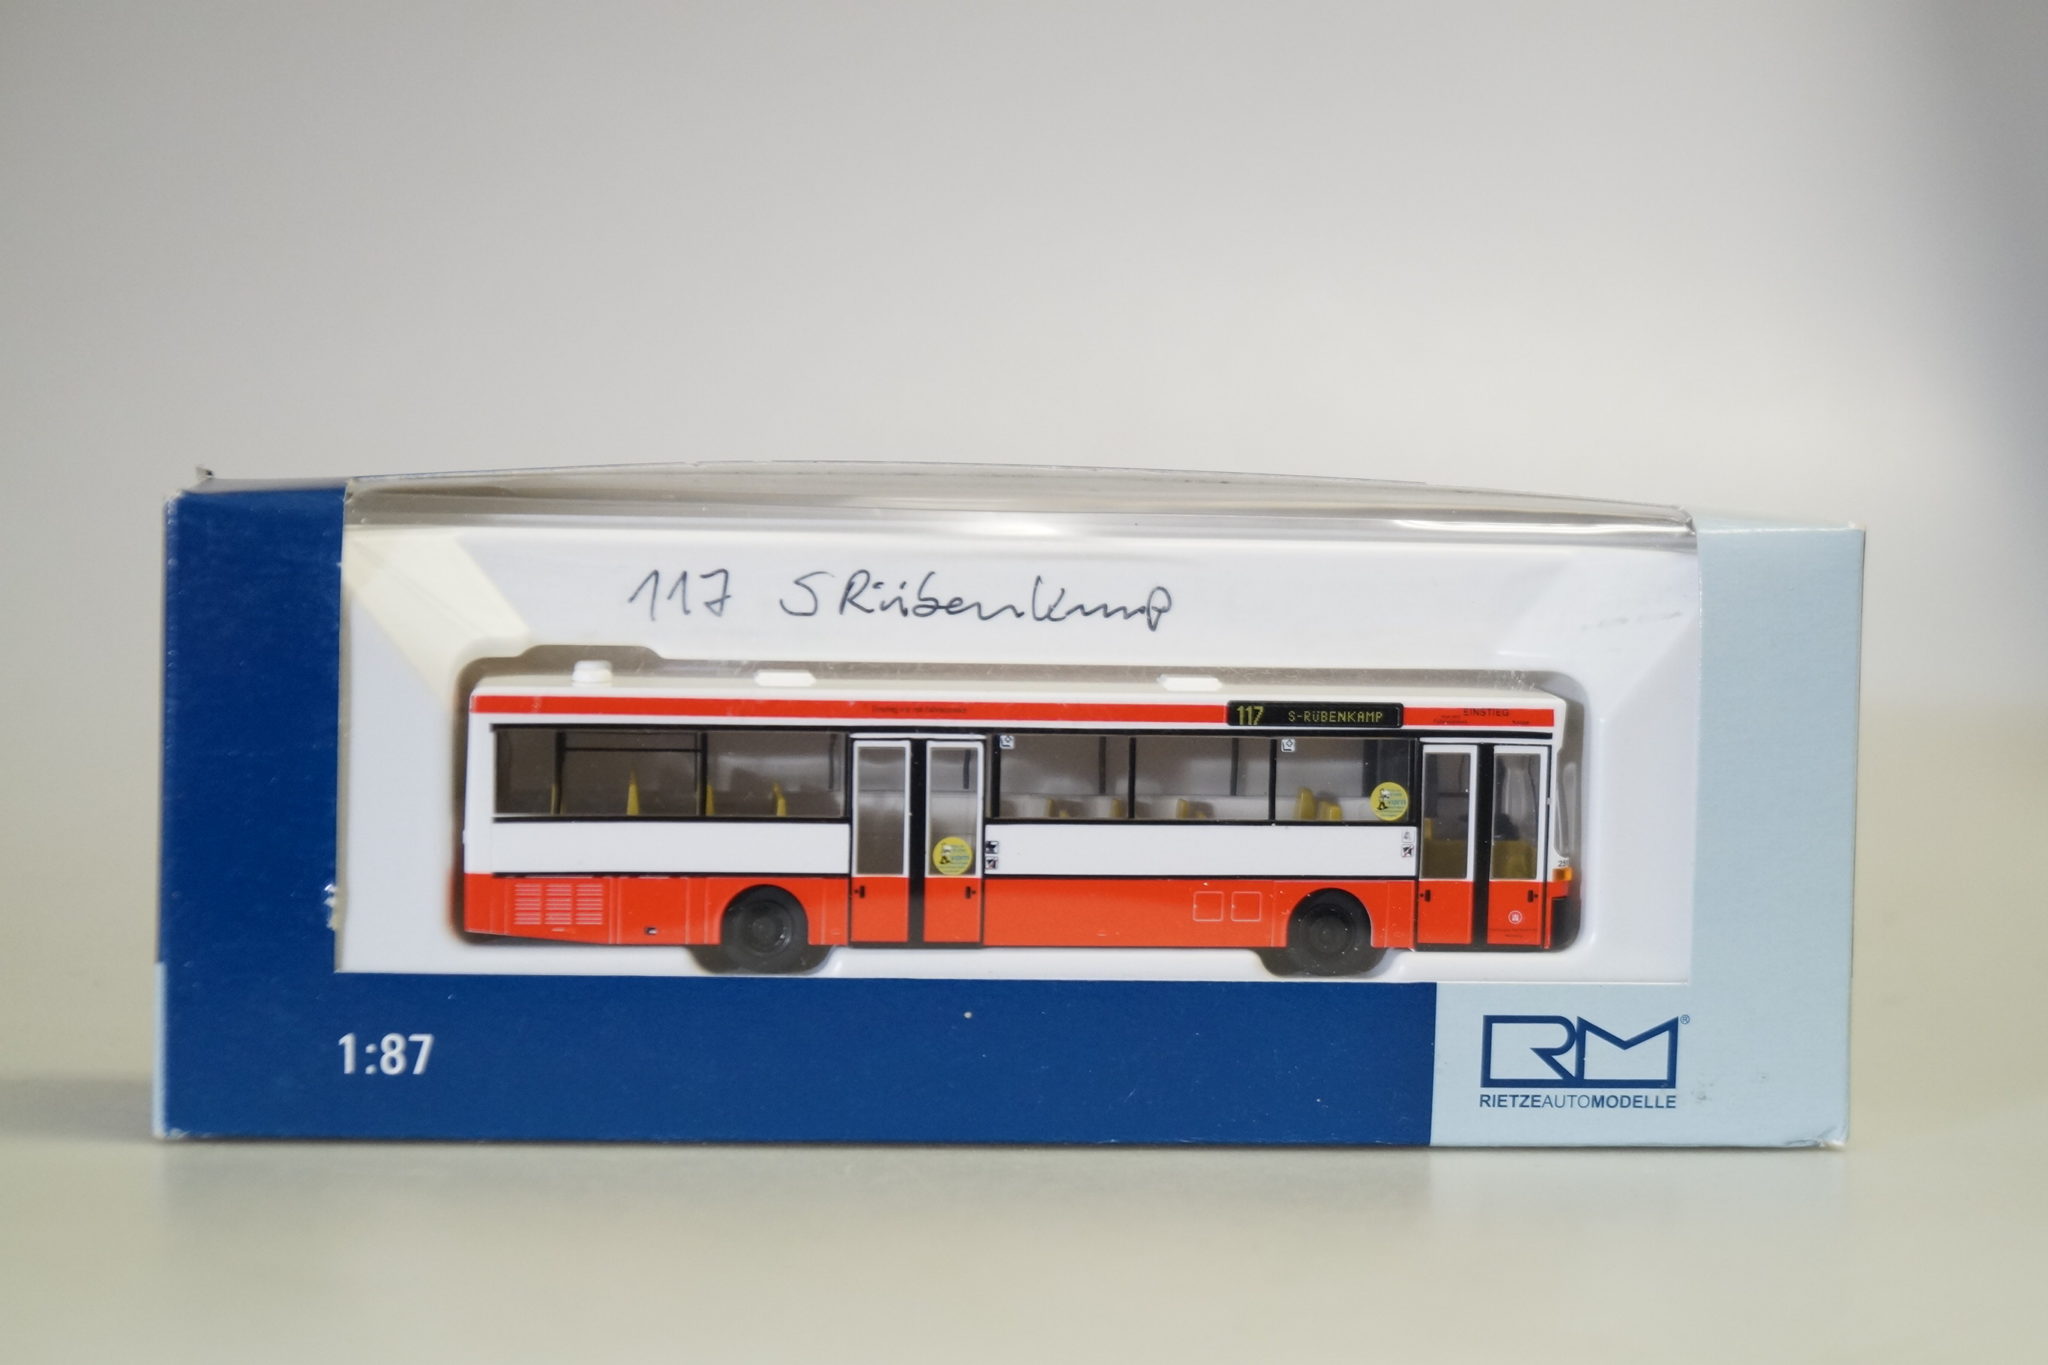 117 S Rübenkamp
117 S-RÜBENKAMP
EINSTIEG
1:87
RM®
RIETZEAUTOMODELLE